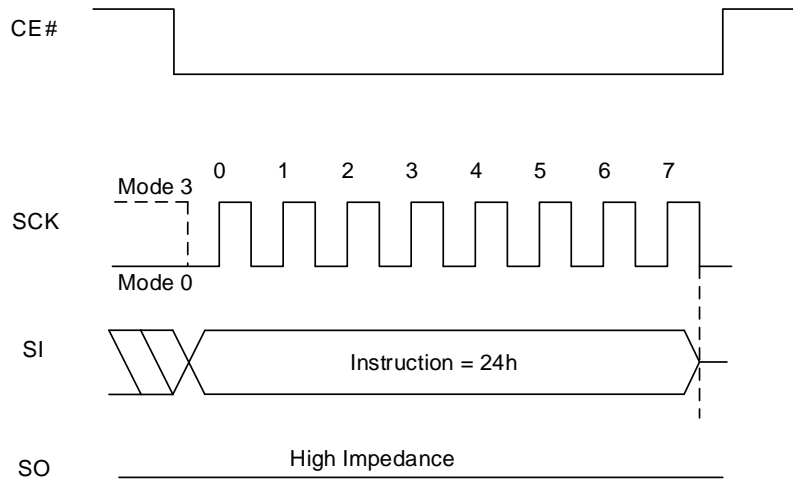 CE#
0 1 2 3 4 5 6 7
Mode 3
SCK
Mode 0
SI
Instruction = 24h
High Impedance
SO